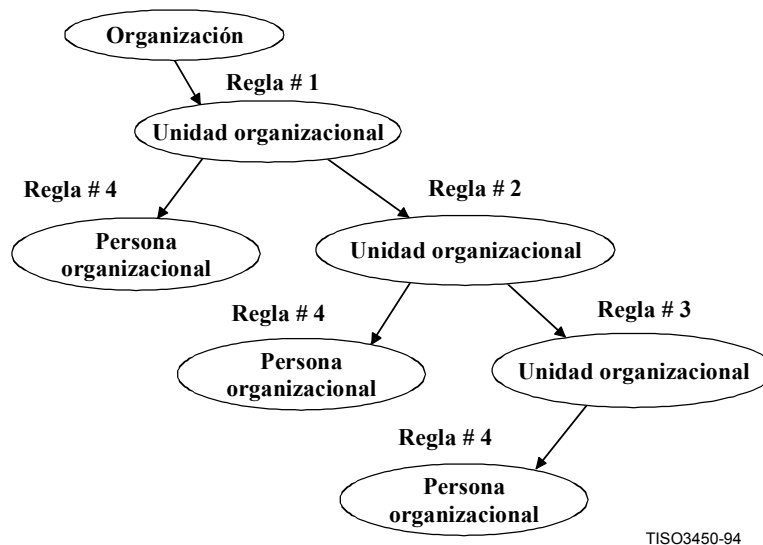 Organización
Regla # 1
Unidad organizacional
Regla # 4
Regla # 2
Persona
organizacional
Unidad organizacional
Regla # 4
Regla # 3
Persona
organizacional
Unidad organizacional
Regla # 4
Persona
organizacional
TISO3450-94